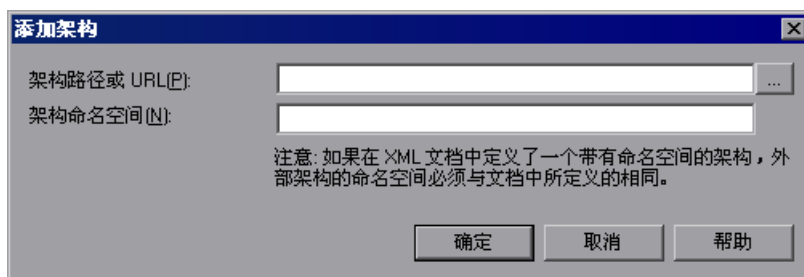 添加架构
架构路径或 URL(P):
...
架构命名空间(N):
注意: 如果在 XML 文档中定义了一个带有命名空间的架构，外
部架构的命名空间必须与文档中所定义的相同。
确定 取消 帮助